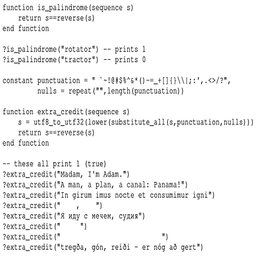 function is_palindrome(sequence s)
    return s==reverse(s)
end function

?is_palindrome("rotator") -- prints 1
?is_palindrome("tractor") -- prints 0

constant punctuation = " `~!@#$%^&*()-=_+[]{}\\|;:',.<>/?",
         nulls = repeat("",length(punctuation))

function extra_credit(sequence s)
    s = utf8_to_utf32(lower(substitute_all(s,punctuation,nulls)))
    return s==reverse(s)
end function

-- these all print 1 (true)
?extra_credit("Madam, I'm Adam.")
?extra_credit("A man, a plan, a canal: Panama!")
?extra_credit("In girum imus nocte et consumimur igni")
?extra_credit("    ,    ")
?extra_credit("Я иду с мечем, судия")
?extra_credit("     ")
?extra_credit("                          ")
?extra_credit("tregða, gón, reiði - er nóg að gert")